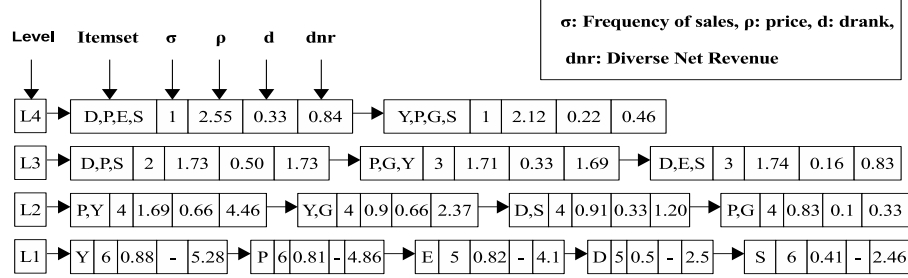 σ: Frequency of sales, ρ: price, d: drank,
dnr: Diverse Net Revenue
Level Itemset σ ρ d dnr
L4 D,P,E,S 1 2.55 0.33 0.84 Y,P,G,S 1 2.12 0.22 0.46
L3 D,P,S 2 1.73 0.50 1.73 P,G,Y 3 1.71 0.33 1.69 D,E,S 3 1.74 0.16 0.83
L2 P,Y 4 1.69 0.66 4.46 Y,G 4 0.9 0.66 2.37 D,S 4 0.91 0.33 1.20 P,G 4 0.83 0.1 0.33
L1 Y 6 0.88 - 5.28 P 6 0.81 - 4.86 E 5 0.82 - 4.1 D 5 0.5 - 2.5 S 6 0.41 - 2.46